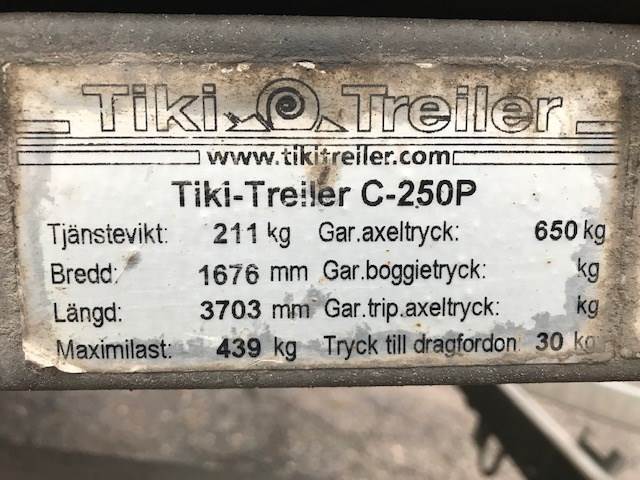 Tiki Treiler
www.tikitreiler.com
Tiki-Treiler C-250P
Tjänstevikt: 211 kg Gar.axeltryck: 650 kg
Bredd: 1676 mm Gar.boggietryck: kg
Längd: 3703 mm Gar.trip.axeltryck: kg
Maximilast: 439 kg Tryck till dragfordon 30 kg